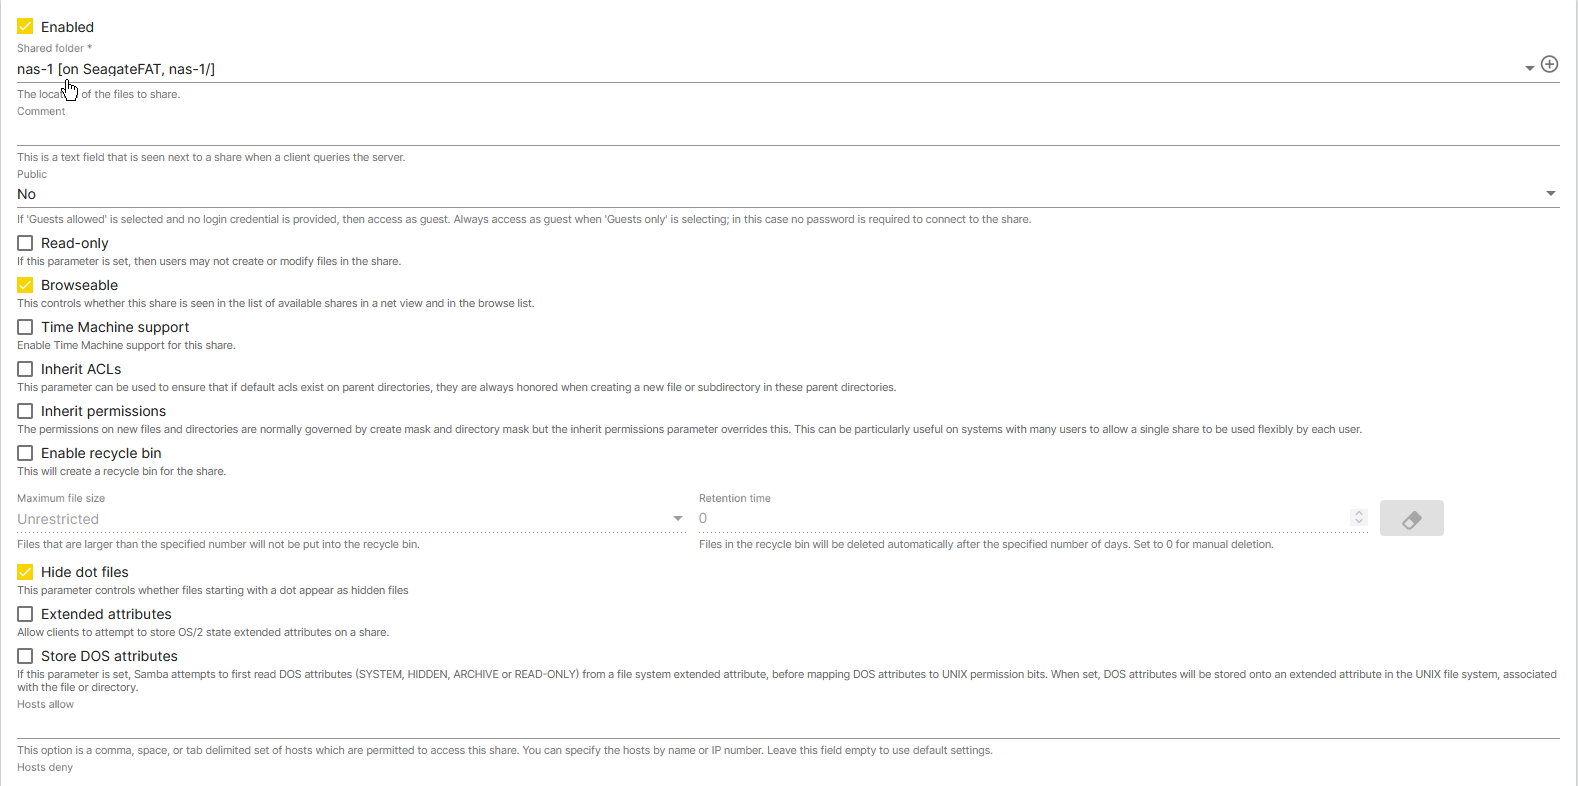 Enabled
Shared folder *
nas-1 [on SeagateFAT, nas-1/]
The of the files to share.
Comment
This is a text field that is seen next to a share when a client queries the server.
Public
No
If 'Guests allowed' is selected and no login credential is provided, then access as guest. Always access as guest when 'Guests only' is selecting; in this case no password is required to connect to the share.
Read-only
If this parameter is set, then users may not create or modify files in the share.
Browseable
This controls whether this share is seen in the list of available shares in a net view and in the browse list.
Time Machine support
Enable Time Machine support for this share.
Inherit ACLs
This parameter can be used to ensure that if default acls exist on parent directories, they are always honored when creating a new file or subdirectory in these parent directories.
Inherit permissions
The permissions on new files and directories are normally governed by create mask and directory mask but the inherit permissions parameter overrides this. This can be particularly useful on systems with many users to allow a single share to be used flexibly by each user.
Enable recycle bin
This will create a recycle bin for the share.
Maximum file size
Unrestricted
Files that are larger than the specified number will not be put into the recycle bin.
Retention time
0
Files in the recycle bin will be deleted automatically after the specified number of days. Set to 0 for manual deletion.
Hide dot files
This parameter controls whether files starting with a dot appear as hidden files
Extended attributes
Allow clients to attempt to store OS/2 state extended attributes on a share.
Store DOS attributes
If this parameter is set, Samba attempts to first read DOS attributes (SYSTEM, HIDDEN, ARCHIVE or READ-ONLY) from a file system extended attribute, before mapping DOS attributes to UNIX permission bits. When set, DOS attributes will be stored onto an extended attribute in the UNIX file system, associated
with the file or directory.
Hosts allow
This option is a comma, space, or tab delimited set of hosts which are permitted to access this share. You can specify the hosts by name or IP number. Leave this field empty to use default settings.
Hosts deny